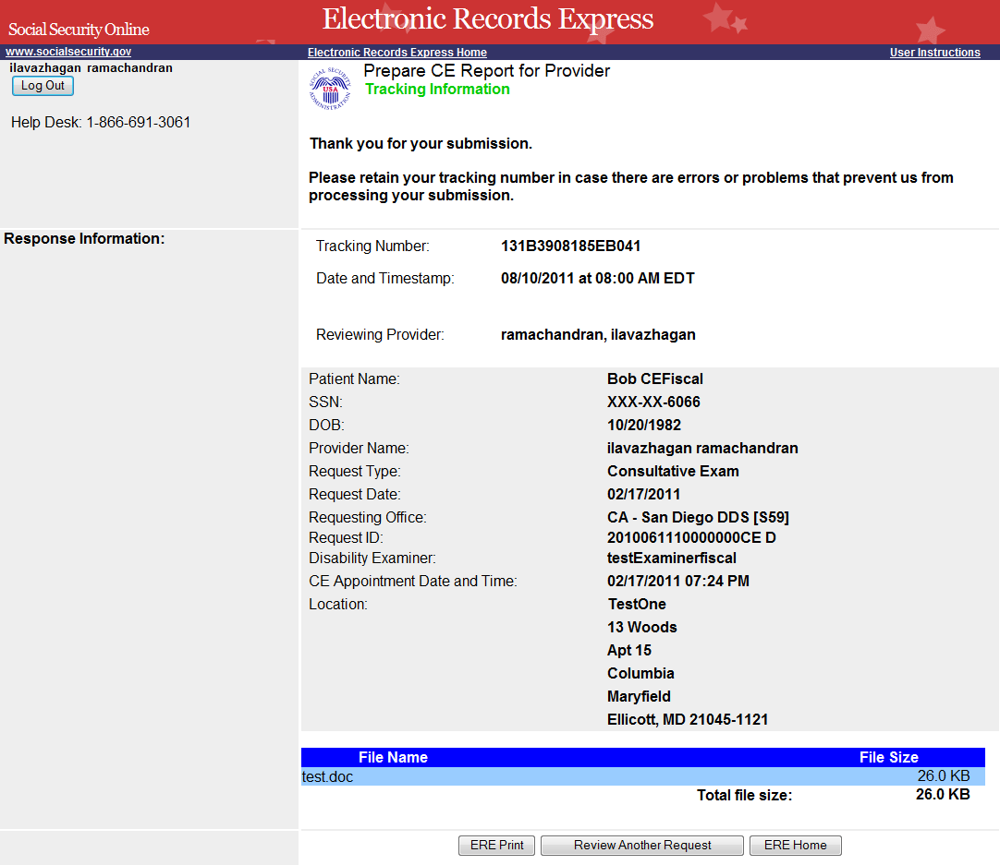 Social Security Online
Electronic Records Express
www.socialsecurity.gov
Electronic Records Express Home
User Instructions
ilavazhagan ramachandran
Log Out
Help Desk: 1-866-691-3061
SOCIAL SECURITY ADMINISTRATION
USA
Prepare CE Report for Provider
Tracking Information
Thank you for your submission.
Please retain your tracking number in case there are errors or problems that prevent us from
processing your submission.
Response Information:
Tracking Number: 131B3908185EB041
Date and Timestamp: 08/10/2011 at 08:00 AM EDT
Reviewing Provider: ramachandran, ilavazhagan
Patient Name: Bob CEFiscal
SSN: XXX-XX-6066
DOB: 10/20/1982
Provider Name: ilavazhagan ramachandran
Request Type: Consultative Exam
Request Date: 02/17/2011
Requesting Office: CA - San Diego DDS [S59]
Request ID: 2010061110000000CE D
Disability Examiner: testExaminerfiscal
CE Appointment Date and Time: 02/17/2011 07:24 PM
Location: TestOne
13 Woods
Apt 15
Columbia
Maryfield
Ellicott, MD 21045-1121
File Name File Size
test.doc 26.0 KB
Total file size: 26.0 KB
ERE Print Review Another Request ERE Home